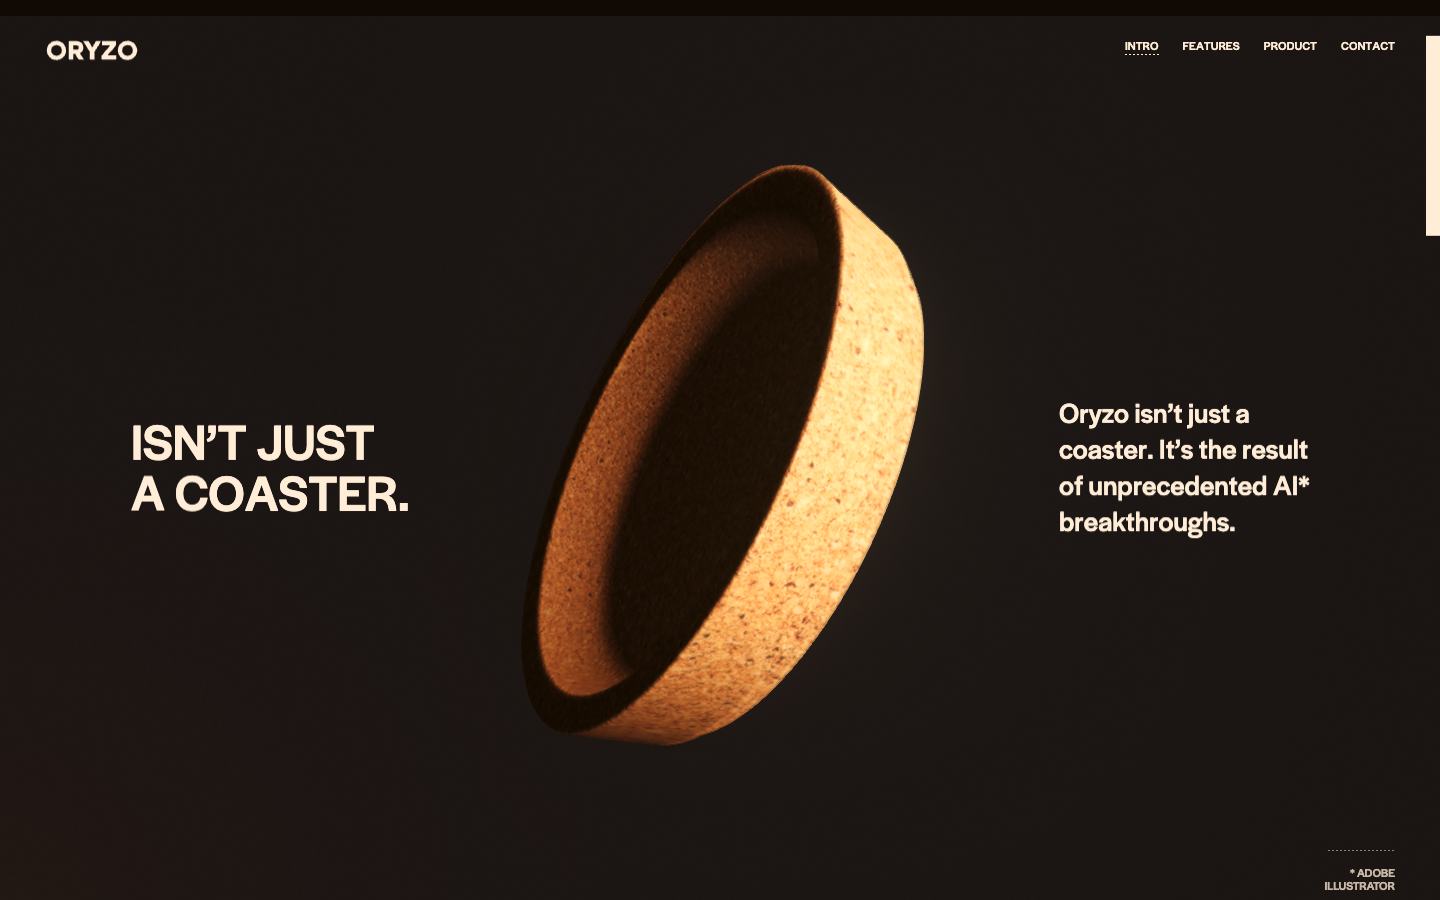 ORYZO
INTRO FEATURES PRODUCT CONTACT
ISN’T JUST
A COASTER.
Oryzo isn’t just a
coaster. It’s the result
of unprecedented AI*
breakthroughs.
* ADOBE
ILLUSTRATOR